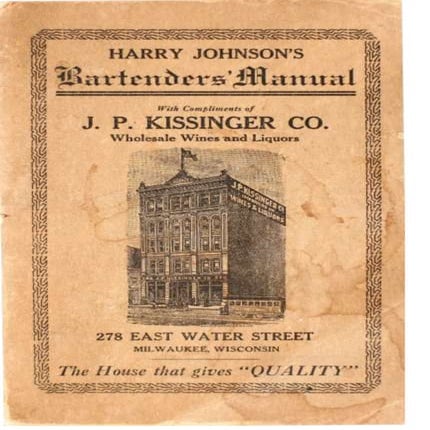 HARRY JOHNSON'S
Bartenders' Manual
With Compliments of
J. P. KISSINGER CO.
Wholesale Wines and Liquors
J.P. KISSINGER CO.
WINES & LIQUORS
278 EAST WATER STREET
MILWAUKEE, WISCONSIN
The House that gives "QUALITY"